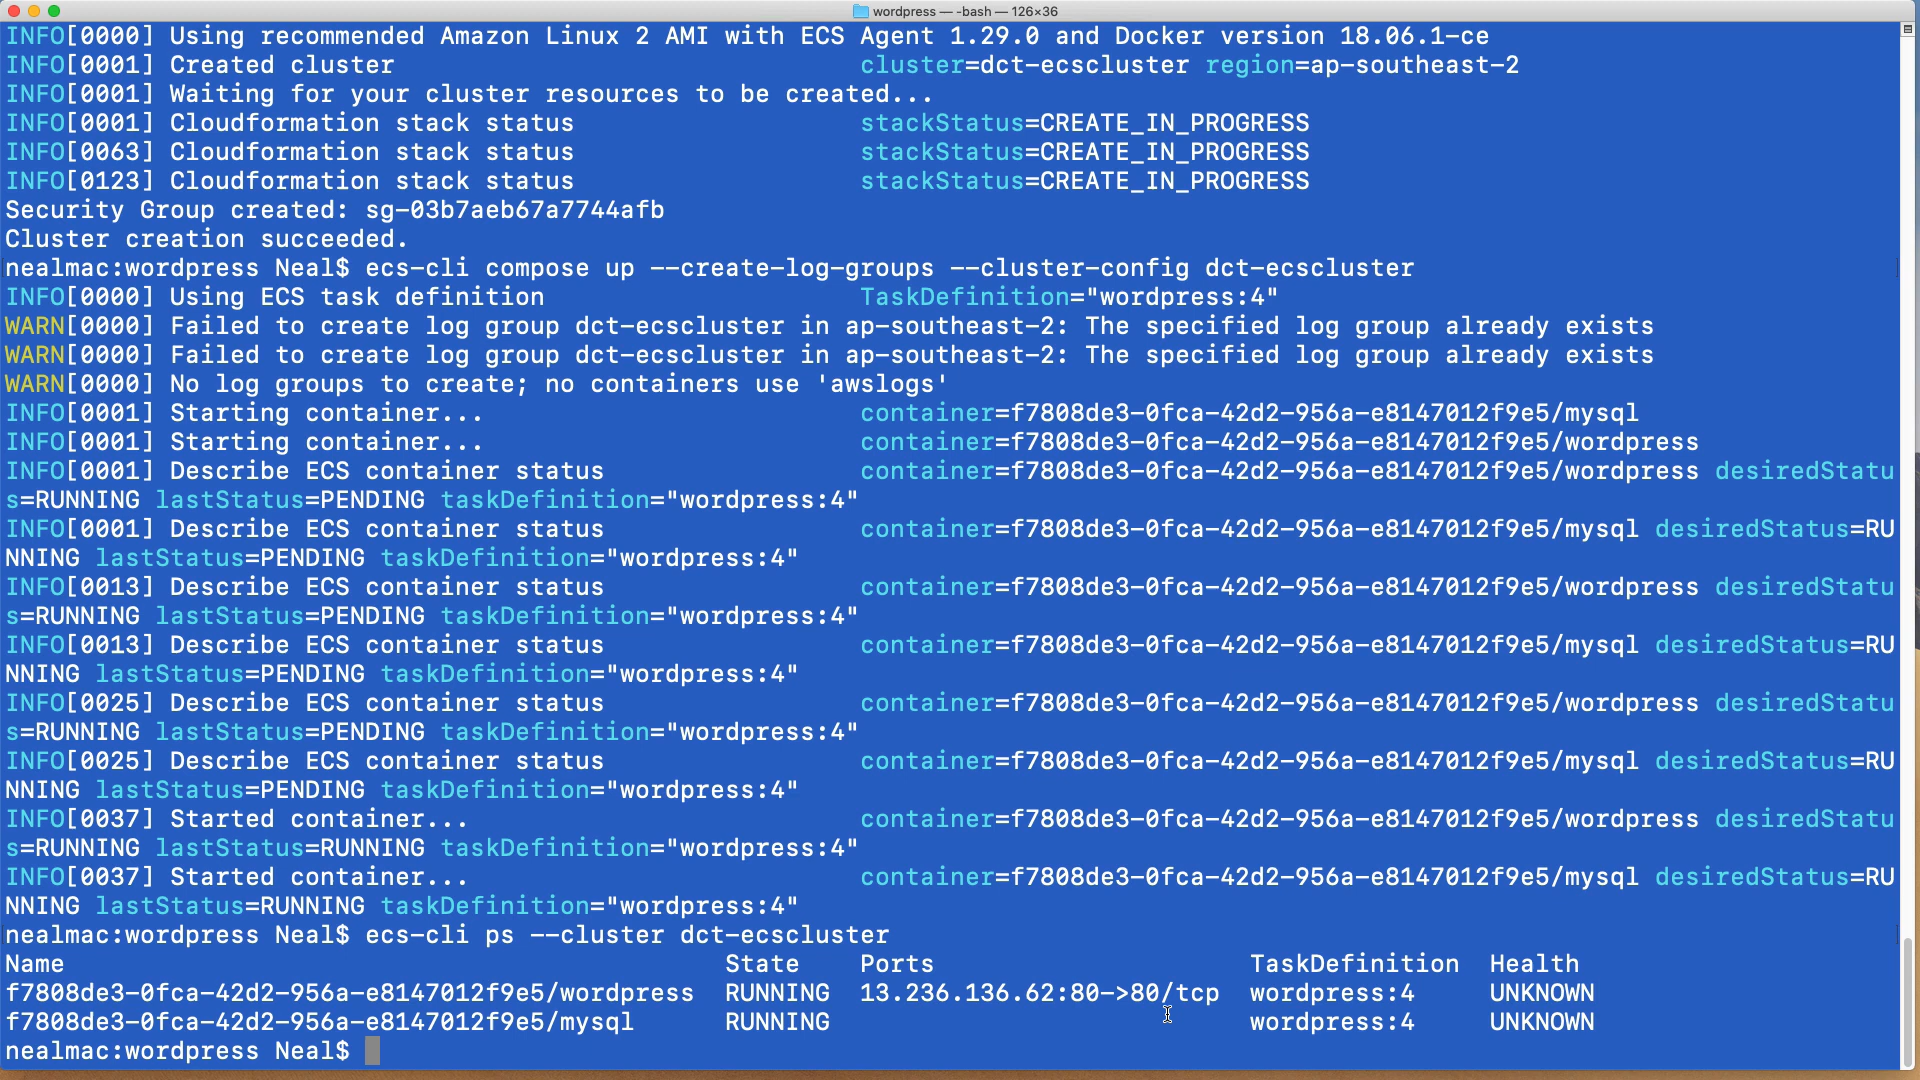 wordpress — -bash — 126×36
INFO[0000] Using recommended Amazon Linux 2 AMI with ECS Agent 1.29.0 and Docker version 18.06.1-ce
INFO[0001] Created cluster                               cluster=dct-ecscluster region=ap-southeast-2
INFO[0001] Waiting for your cluster resources to be created...
INFO[0001] Cloudformation stack status                   stackStatus=CREATE_IN_PROGRESS
INFO[0063] Cloudformation stack status                   stackStatus=CREATE_IN_PROGRESS
INFO[0123] Cloudformation stack status                   stackStatus=CREATE_IN_PROGRESS
Security Group created: sg-03b7aeb67a7744afb
Cluster creation succeeded.
nealmac:wordpress Neal$ ecs-cli compose up --create-log-groups --cluster-config dct-ecscluster
INFO[0000] Using ECS task definition                     TaskDefinition="wordpress:4"
WARN[0000] Failed to create log group dct-ecscluster in ap-southeast-2: The specified log group already exists
WARN[0000] Failed to create log group dct-ecscluster in ap-southeast-2: The specified log group already exists
WARN[0000] No log groups to create; no containers use 'awslogs'
INFO[0001] Starting container...                         container=f7808de3-0fca-42d2-956a-e8147012f9e5/mysql
INFO[0001] Starting container...                         container=f7808de3-0fca-42d2-956a-e8147012f9e5/wordpress
INFO[0001] Describe ECS container status                 container=f7808de3-0fca-42d2-956a-e8147012f9e5/wordpress desiredStatu
s=RUNNING lastStatus=PENDING taskDefinition="wordpress:4"
INFO[0001] Describe ECS container status                 container=f7808de3-0fca-42d2-956a-e8147012f9e5/mysql desiredStatus=RU
NNING lastStatus=PENDING taskDefinition="wordpress:4"
INFO[0013] Describe ECS container status                 container=f7808de3-0fca-42d2-956a-e8147012f9e5/wordpress desiredStatu
s=RUNNING lastStatus=PENDING taskDefinition="wordpress:4"
INFO[0013] Describe ECS container status                 container=f7808de3-0fca-42d2-956a-e8147012f9e5/mysql desiredStatus=RU
NNING lastStatus=PENDING taskDefinition="wordpress:4"
INFO[0025] Describe ECS container status                 container=f7808de3-0fca-42d2-956a-e8147012f9e5/wordpress desiredStatu
s=RUNNING lastStatus=PENDING taskDefinition="wordpress:4"
INFO[0025] Describe ECS container status                 container=f7808de3-0fca-42d2-956a-e8147012f9e5/mysql desiredStatus=RU
NNING lastStatus=PENDING taskDefinition="wordpress:4"
INFO[0037] Started container...                          container=f7808de3-0fca-42d2-956a-e8147012f9e5/wordpress desiredStatu
s=RUNNING lastStatus=RUNNING taskDefinition="wordpress:4"
INFO[0037] Started container...                          container=f7808de3-0fca-42d2-956a-e8147012f9e5/mysql desiredStatus=RU
NNING lastStatus=RUNNING taskDefinition="wordpress:4"
nealmac:wordpress Neal$ ecs-cli ps --cluster dct-ecscluster
Name                                            State    Ports                     TaskDefinition  Health
f7808de3-0fca-42d2-956a-e8147012f9e5/wordpress  RUNNING  13.236.136.62:80->80/tcp  wordpress:4     UNKNOWN
f7808de3-0fca-42d2-956a-e8147012f9e5/mysql      RUNNING                            wordpress:4     UNKNOWN
nealmac:wordpress Neal$